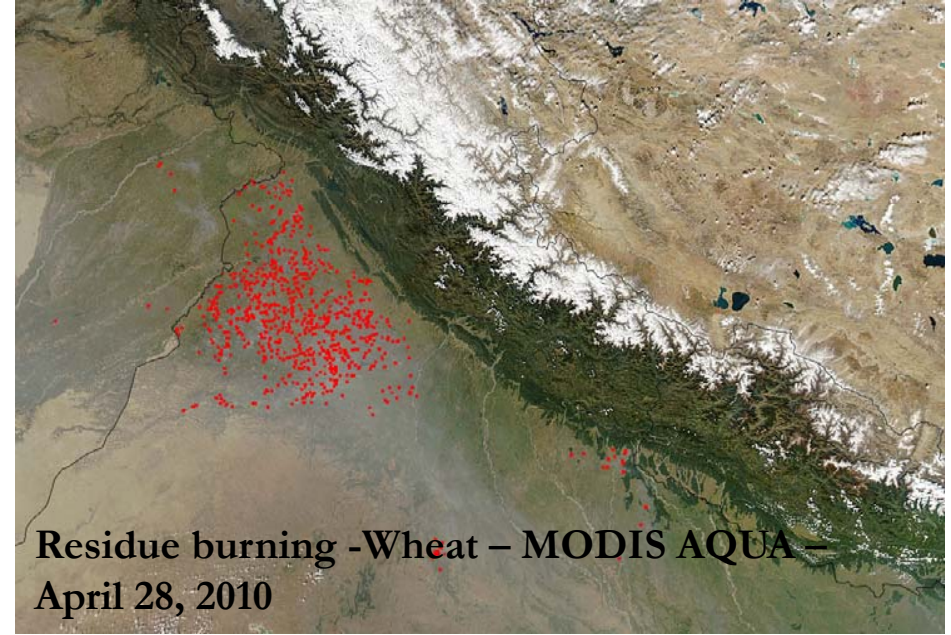 Residue burning -Wheat – MODIS AQUA –
April 28, 2010